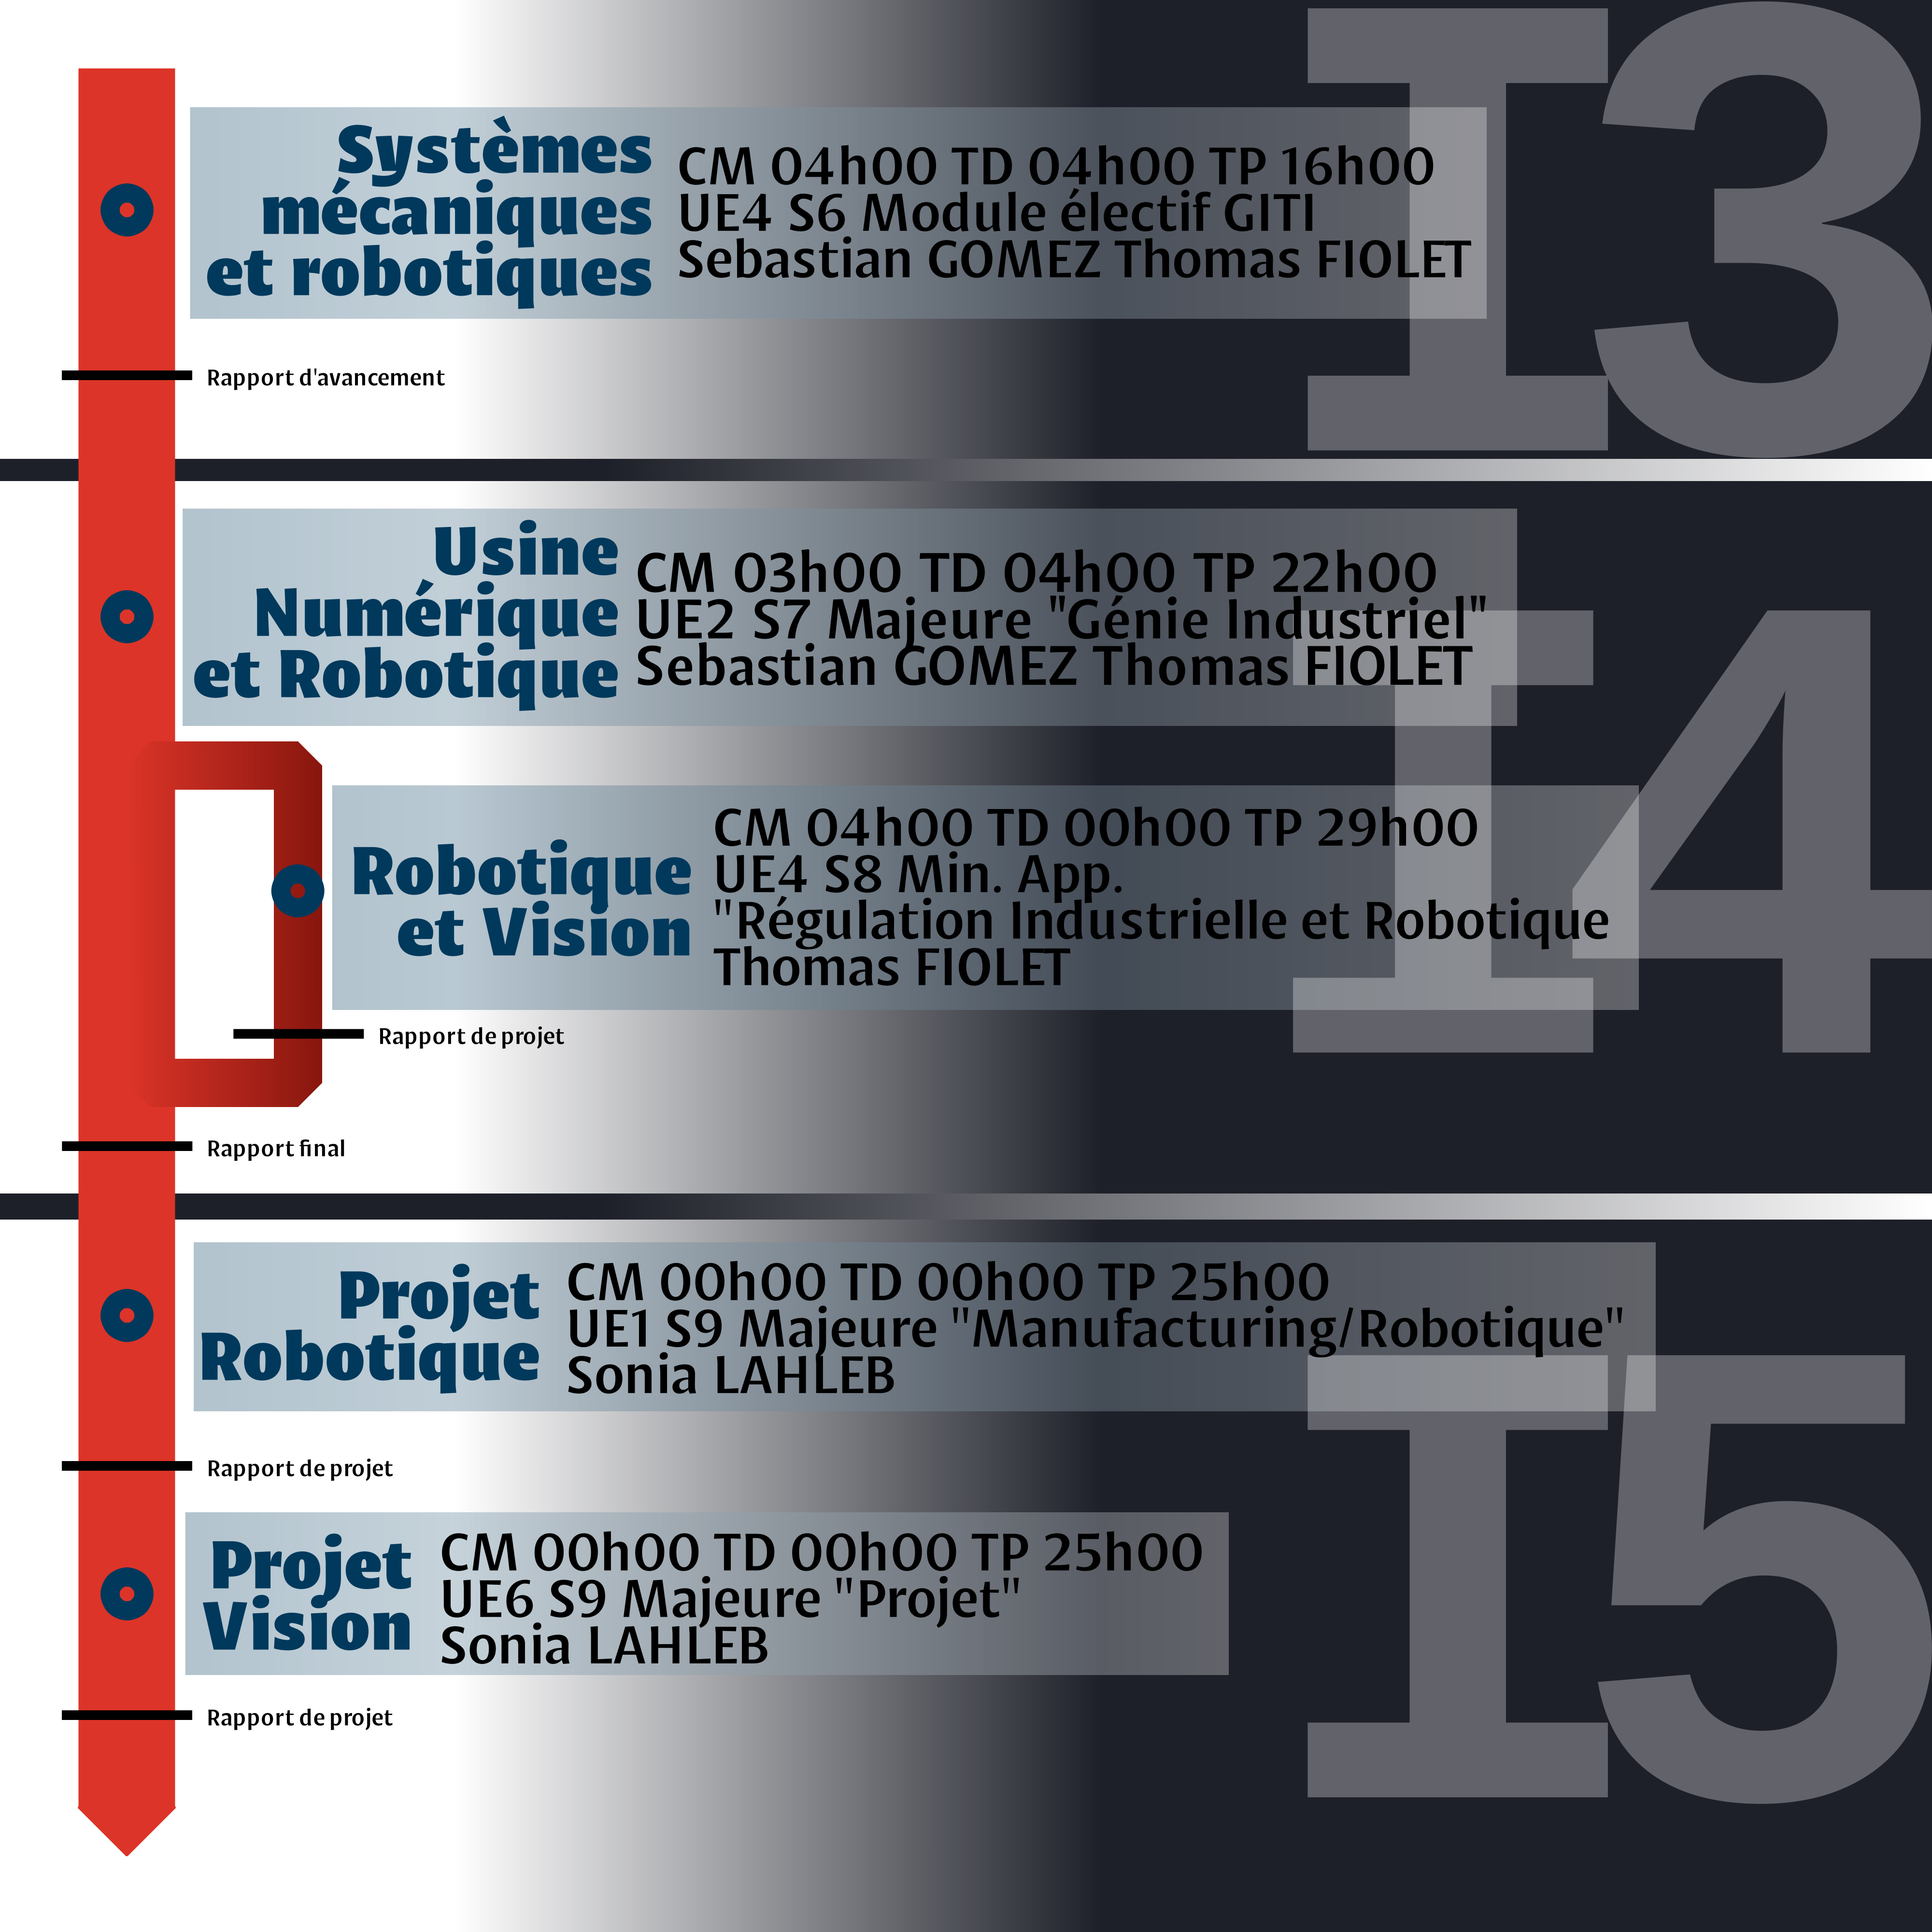 I3
Systèmes
mécaniques
et robotiques
CM 04h00 TD 04h00 TP 16h00
UE4 S6 Module électif GITI
Sebastian GOMEZ Thomas FIOLET
Rapport d'avancement
I4
Usine
Numérique
et Robotique
CM 03h00 TD 04h00 TP 22h00
UE2 S7 Majeure "Génie Industriel"
Sebastian GOMEZ Thomas FIOLET
Robotique
et Vision
CM 04h00 TD 00h00 TP 29h00
UE4 S8 Min. App.
"Régulation Industrielle et Robotique
Thomas FIOLET
Rapport de projet
Rapport final
I5
Projet
Robotique
CM 00h00 TD 00h00 TP 25h00
UE1 S9 Majeure "Manufacturing/Robotique"
Sonia LAHLEB
Rapport de projet
Projet
Vision
CM 00h00 TD 00h00 TP 25h00
UE6 S9 Majeure "Projet"
Sonia LAHLEB
Rapport de projet